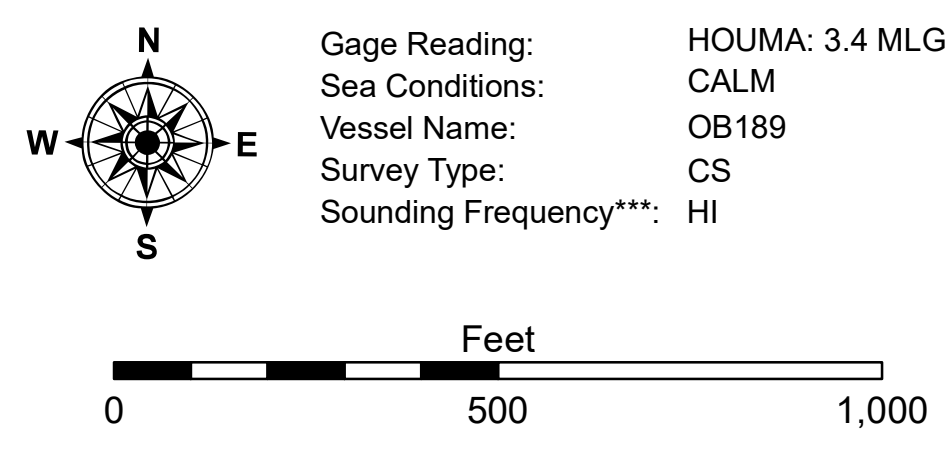 N
W E
S
Gage Reading: HOUMA: 3.4 MLG
Sea Conditions: CALM
Vessel Name: OB189
Survey Type: CS
Sounding Frequency***: HI
Feet
0 500 1,000